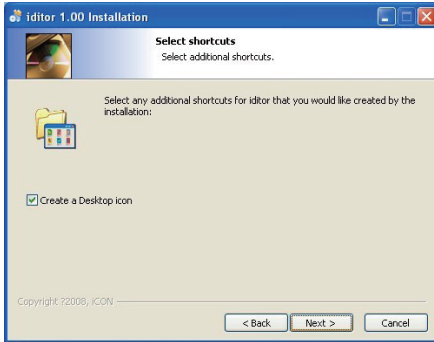 iditor 1.00 Installation
Select shortcuts
Select additional shortcuts.
Select any additional shortcuts for iditor that you would like created by the
installation:
Create a Desktop icon
Copyright ?2008, iCON
< Back
Next >
Cancel